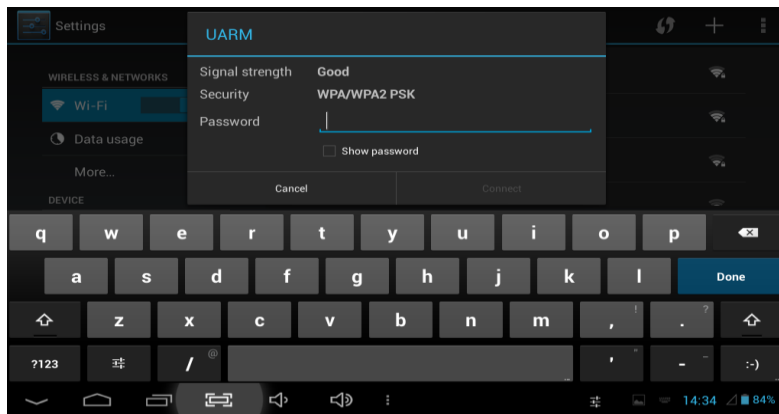 Settings
UARM
Signal strength Good
WIRELESS & NETWORKS
Security WPA/WPA2 PSK
Wi-Fi
Password
Data usage
Show password
More...
Cancel Connect
DEVICE
q w e r t y u i o p
a s d f g h j k l Done
z x c v b n m , ! . ?
?123 / @ ' " - _ :-)
14:34 84%